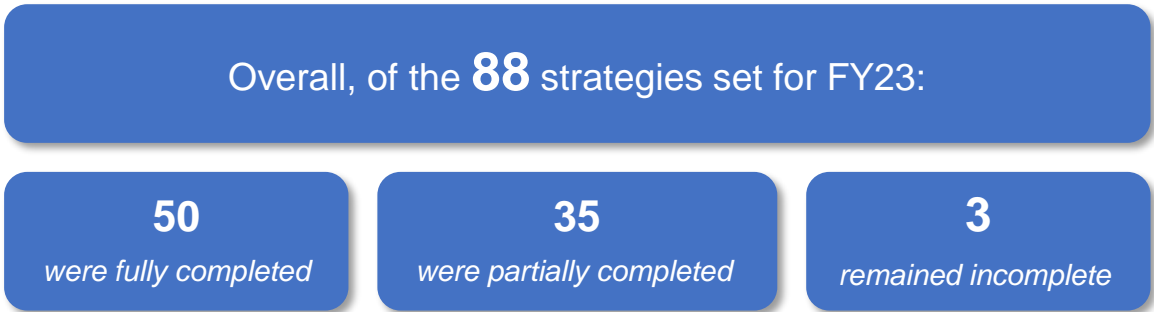 Overall, of the 88 strategies set for FY23:
50
were fully completed
35
were partially completed
3
remained incomplete